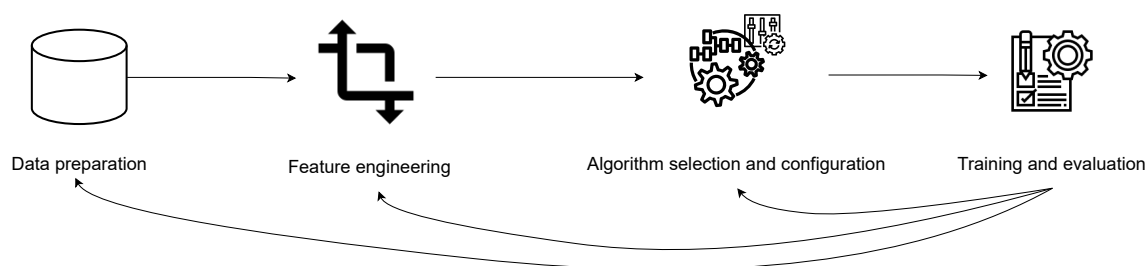 Data preparation
Feature engineering
Algorithm selection and configuration
Training and evaluation